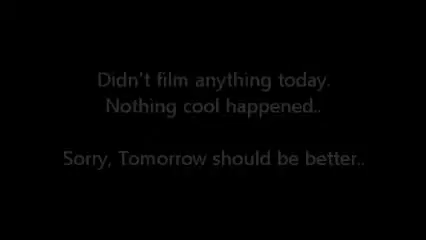 Didn't film anything today.
Nothing cool happened..
Sorry, Tomorrow should be better..